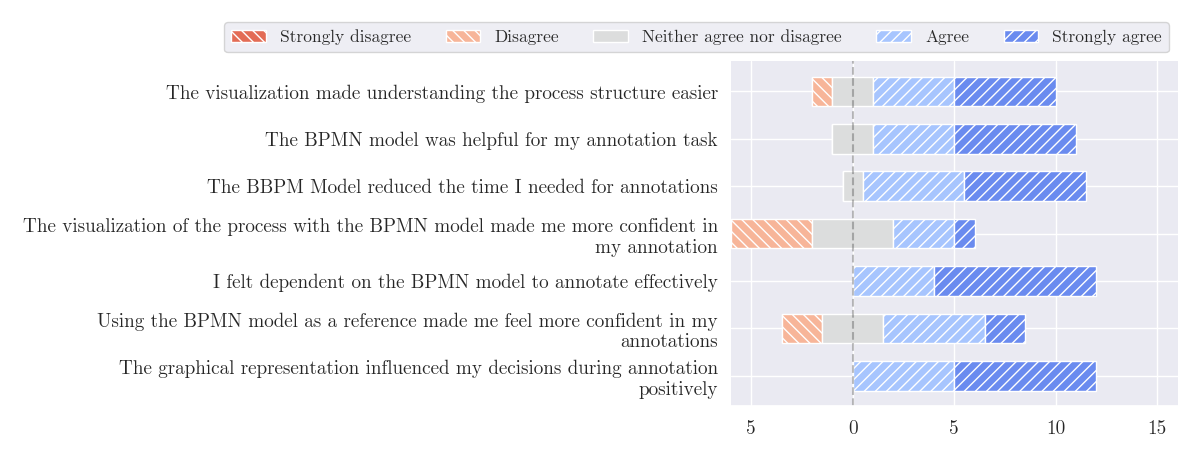 Strongly disagree Disagree Neither agree nor disagree Agree Strongly agree
The visualization made understanding the process structure easier
The BPMN model was helpful for my annotation task
The BBPM Model reduced the time I needed for annotations
The visualization of the process with the BPMN model made me more confident in
my annotation
I felt dependent on the BPMN model to annotate effectively
Using the BPMN model as a reference made me feel more confident in my
annotations
The graphical representation influenced my decisions during annotation
positively
5 0 5 10 15